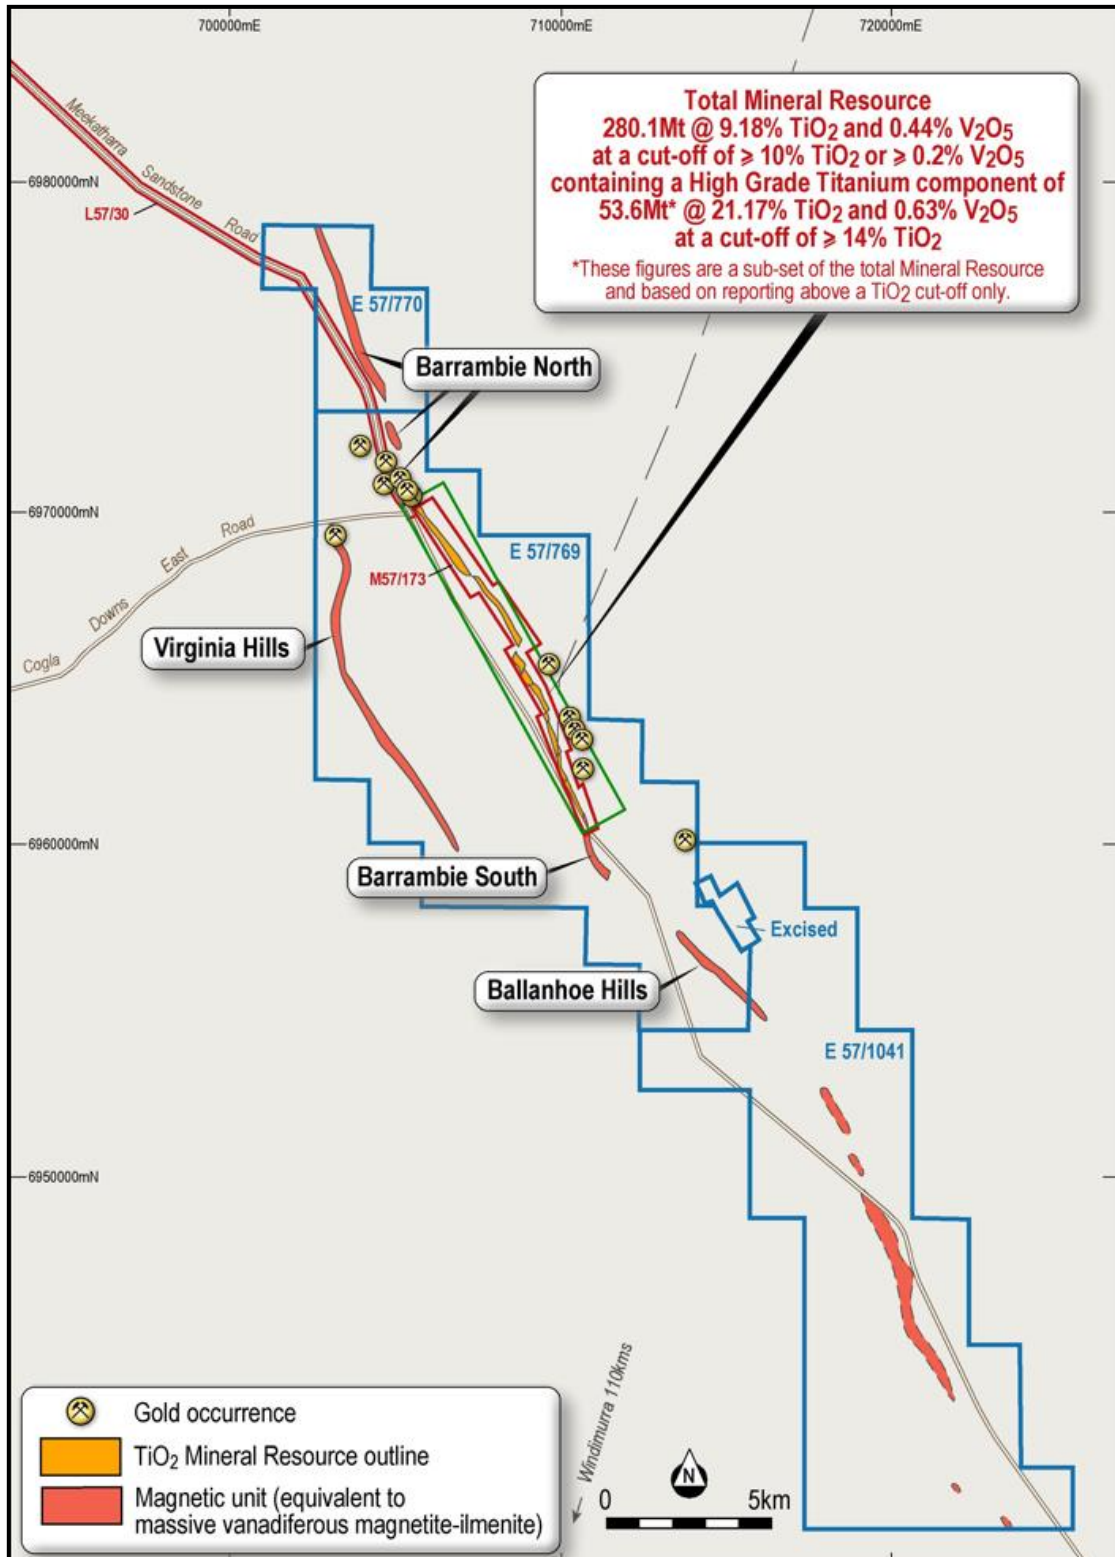 700000mE
710000mE
720000mE
Total Mineral Resource
280.1Mt @ 9.18% TiO₂ and 0.44% V₂O₅
at a cut-off of ⩾ 10% TiO₂ or ⩾ 0.2% V₂O₅
containing a High Grade Titanium component of
53.6Mt* @ 21.17% TiO₂ and 0.63% V₂O₅
at a cut-off of ⩾ 14% TiO₂
*These figures are a sub-set of the total Mineral Resource
and based on reporting above a TiO₂ cut-off only.
Meekatharra
Sandstone
Road
6980000mN
L57/30
E 57/770
Barrambie North
6970000mN
Cogla
Downs
East
Road
E 57/769
M57/173
Virginia Hills
6960000mN
Barrambie South
Excised
Ballanhoe Hills
E 57/1041
6950000mN
Windimurra 110kms
N
0
5km
Gold occurrence
TiO₂ Mineral Resource outline
Magnetic unit (equivalent to
massive vanadiferous magnetite-ilmenite)